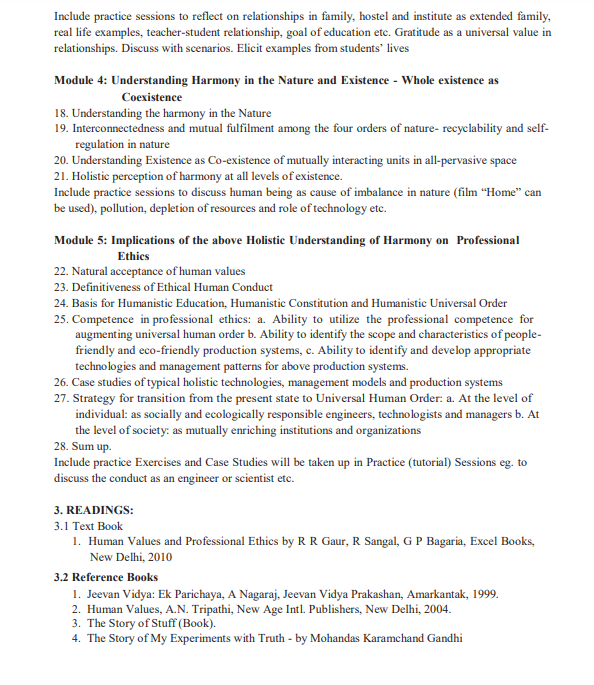 Include practice sessions to reflect on relationships in family, hostel and institute as extended family,
real life examples, teacher-student relationship, goal of education etc. Gratitude as a universal value in
relationships. Discuss with scenarios. Elicit examples from students' lives
Module 4: Understanding Harmony in the Nature and Existence - Whole existence as
Coexistence
18. Understanding the harmony in the Nature
19. Interconnectedness and mutual fulfilment among the four orders of nature- recyclability and self-
regulation in nature
20. Understanding Existence as Co-existence of mutually interacting units in all-pervasive space
21. Holistic perception of harmony at all levels of existence.
Include practice sessions to discuss human being as cause of imbalance in nature (film “Home” can
be used), pollution, depletion of resources and role of technology etc.
Module 5: Implications of the above Holistic Understanding of Harmony on Professional
Ethics
22. Natural acceptance of human values
23. Definitiveness of Ethical Human Conduct
24. Basis for Humanistic Education, Humanistic Constitution and Humanistic Universal Order
25. Competence in professional ethics: a. Ability to utilize the professional competence for
augmenting universal human order b. Ability to identify the scope and characteristics of people-
friendly and eco-friendly production systems, c. Ability to identify and develop appropriate
technologies and management patterns for above production systems.
26. Case studies of typical holistic technologies, management models and production systems
27. Strategy for transition from the present state to Universal Human Order: a. At the level of
individual: as socially and ecologically responsible engineers, technologists and managers b. At
the level of society: as mutually enriching institutions and organizations
28. Sum up.
Include practice Exercises and Case Studies will be taken up in Practice (tutorial) Sessions eg. to
discuss the conduct as an engineer or scientist etc.
3. READINGS:
3.1 Text Book
1. Human Values and Professional Ethics by R R Gaur, R Sangal, G P Bagaria, Excel Books,
New Delhi, 2010
3.2 Reference Books
1. Jeevan Vidya: Ek Parichaya, A Nagaraj, Jeevan Vidya Prakashan, Amarkantak, 1999.
2. Human Values, A.N. Tripathi, New Age Intl. Publishers, New Delhi, 2004.
3. The Story of Stuff (Book).
4. The Story of My Experiments with Truth - by Mohandas Karamchand Gandhi